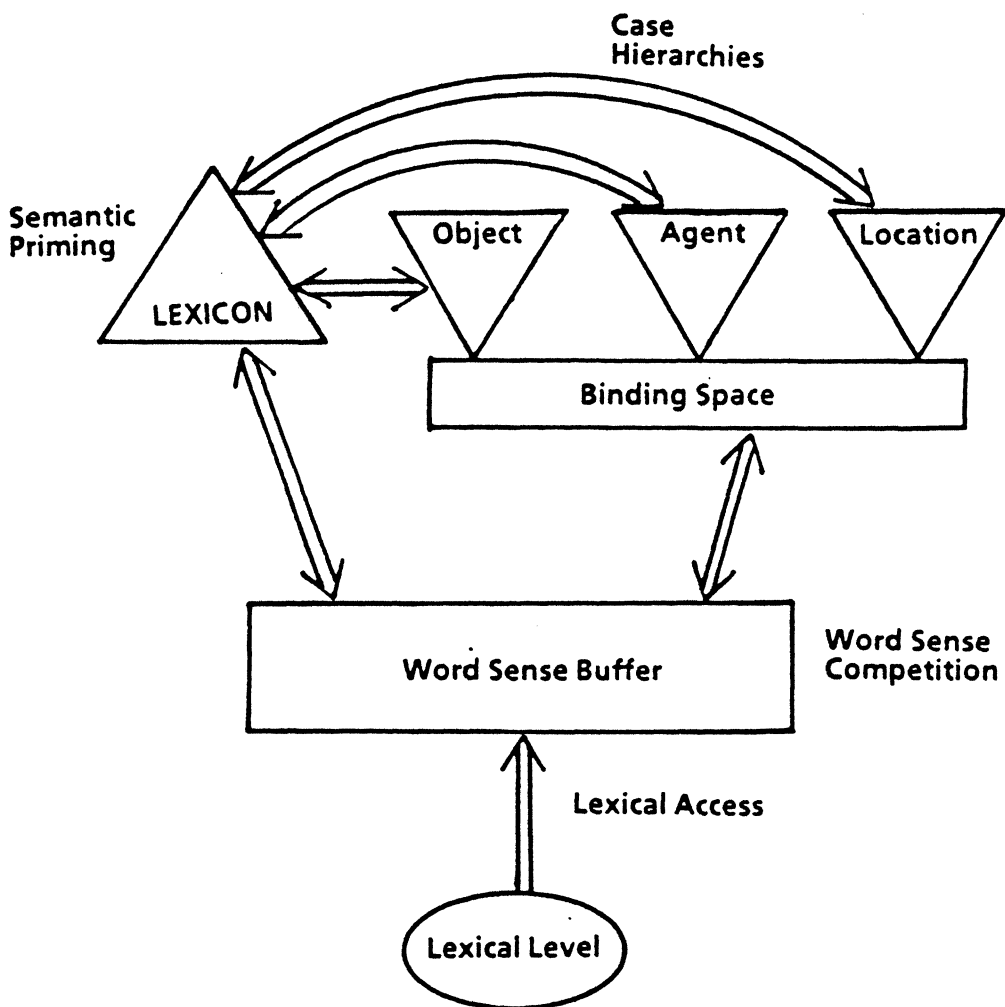 Case
Hierarchies
Semantic
Priming
Object
Agent
Location
LEXICON
Binding Space
Word Sense Buffer
Word Sense
Competition
Lexical Access
Lexical Level